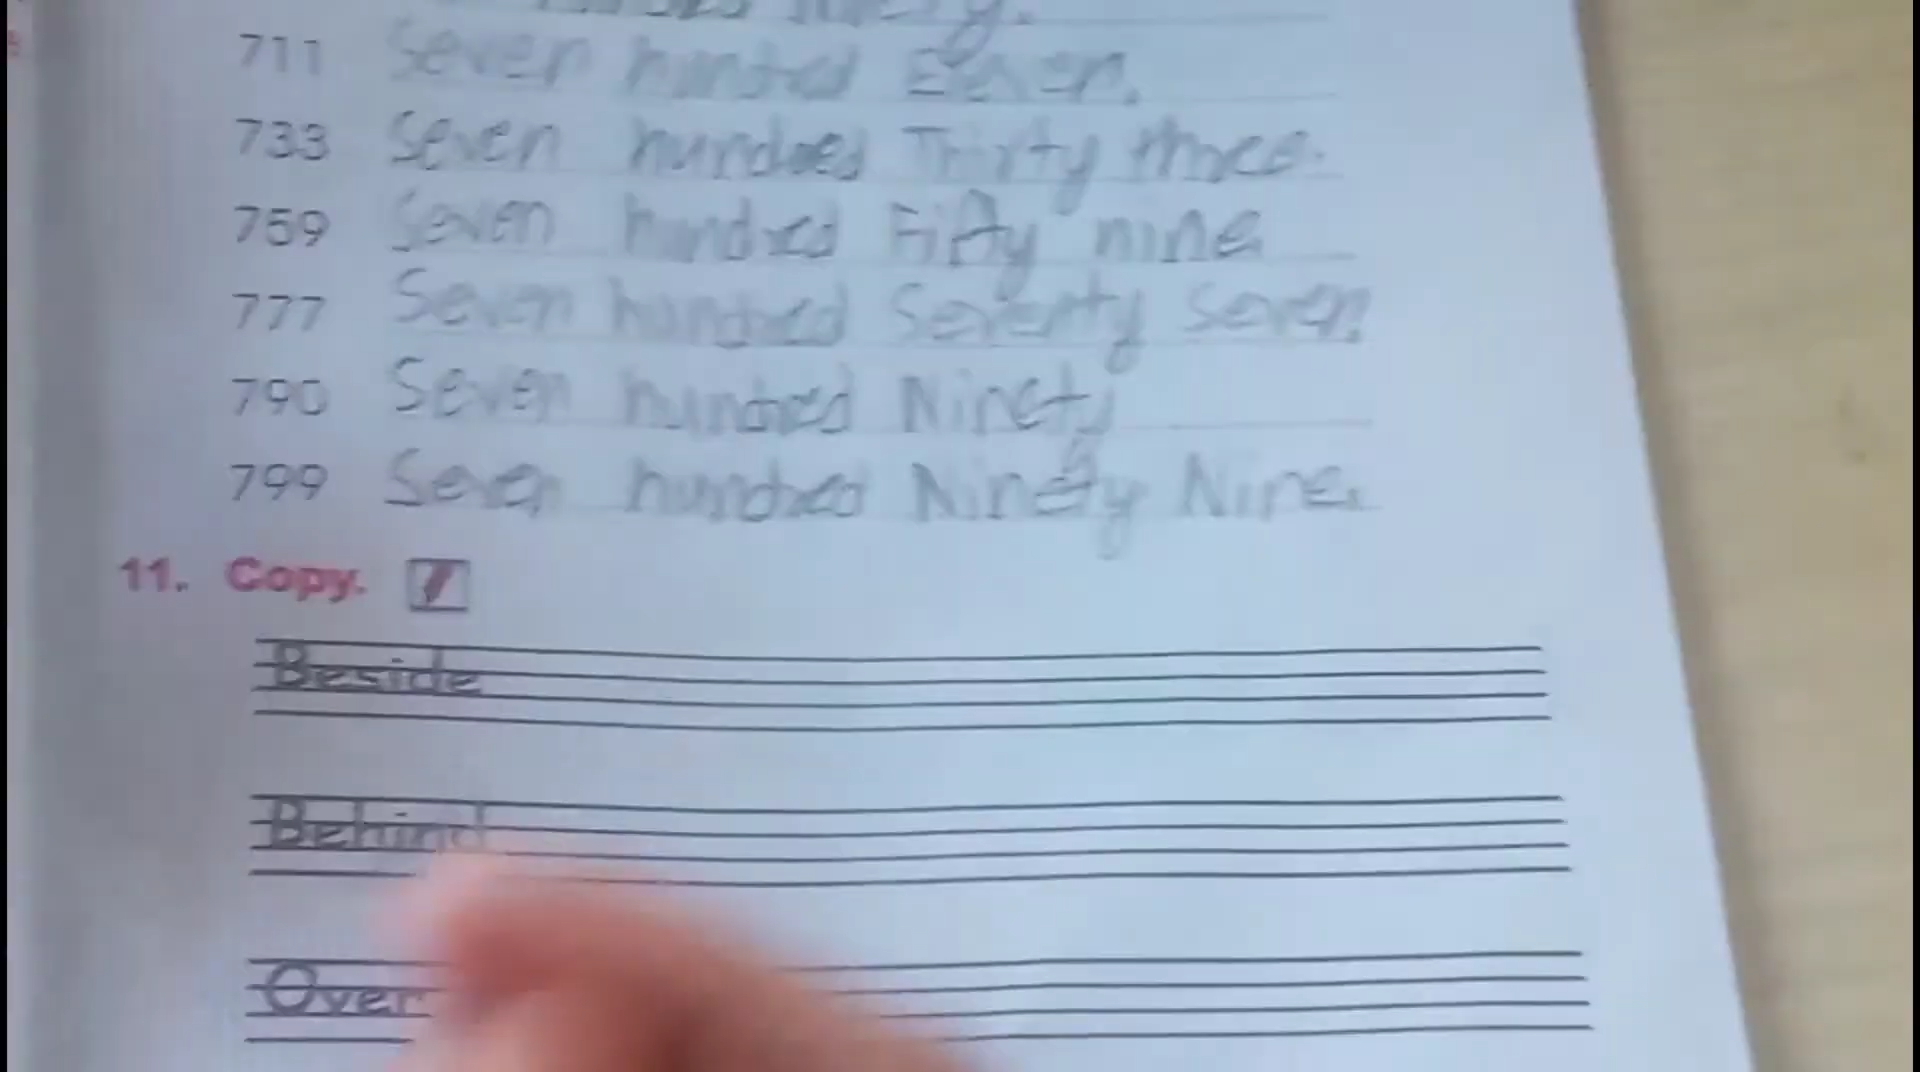 711 Seven hundred Eleven.
733 Seven hundred Thirty three.
759 Seven hundred Fifty nine.
777 Seven hundred Seventy Seven.
790 Seven hundred Ninety
799 Seven hundred Ninety Nine.
11. Copy.
Beside
Behind
Over